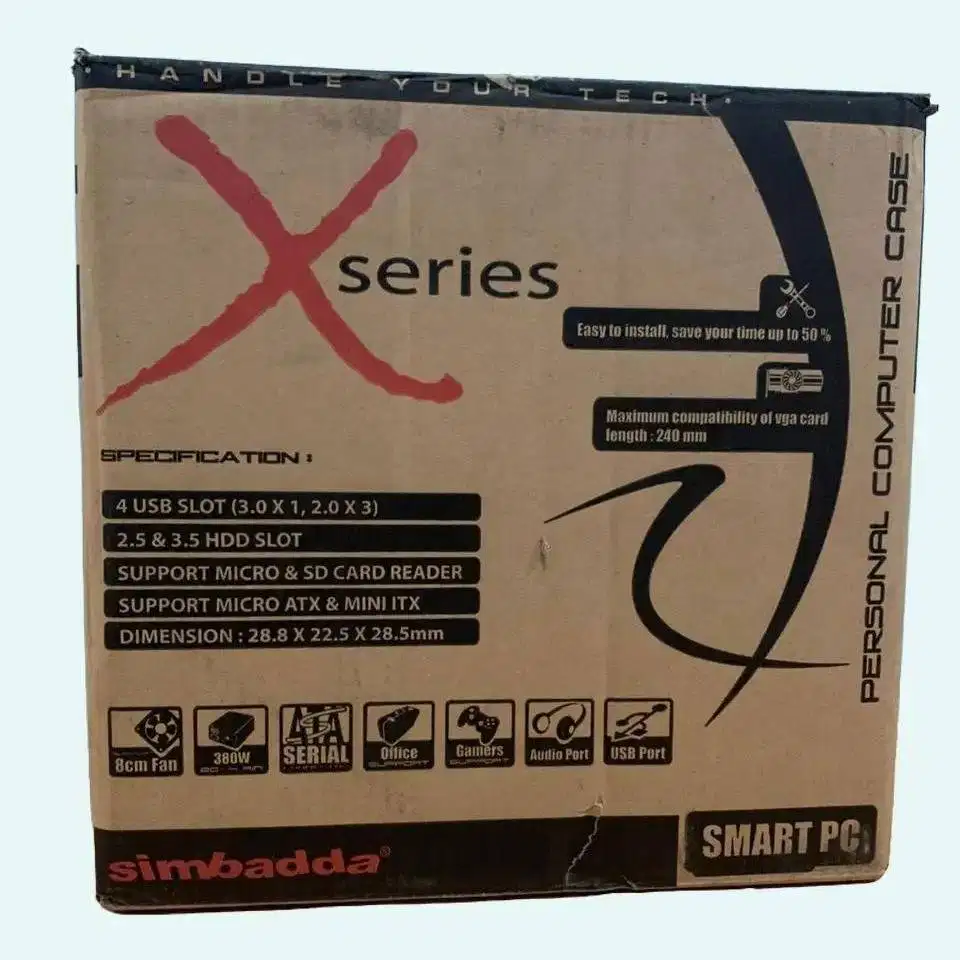 HANDLE YOUR TECH
X series
Easy to install, save your time up to 50 %
Maximum compatibility of vga card
length : 240 mm
PERSONAL COMPUTER CASE
SPECIFICATION :
4 USB SLOT (3.0 X 1, 2.0 X 3)
2.5 & 3.5 HDD SLOT
SUPPORT MICRO & SD CARD READER
SUPPORT MICRO ATX & MINI ITX
DIMENSION : 28.8 X 22.5 X 28.5mm
8cm Fan
380W
SERIAL
ATA
Office
SUPPORT
Gamers
SUPPORT
Audio Port
USB Port
simbadda®
SMART PC